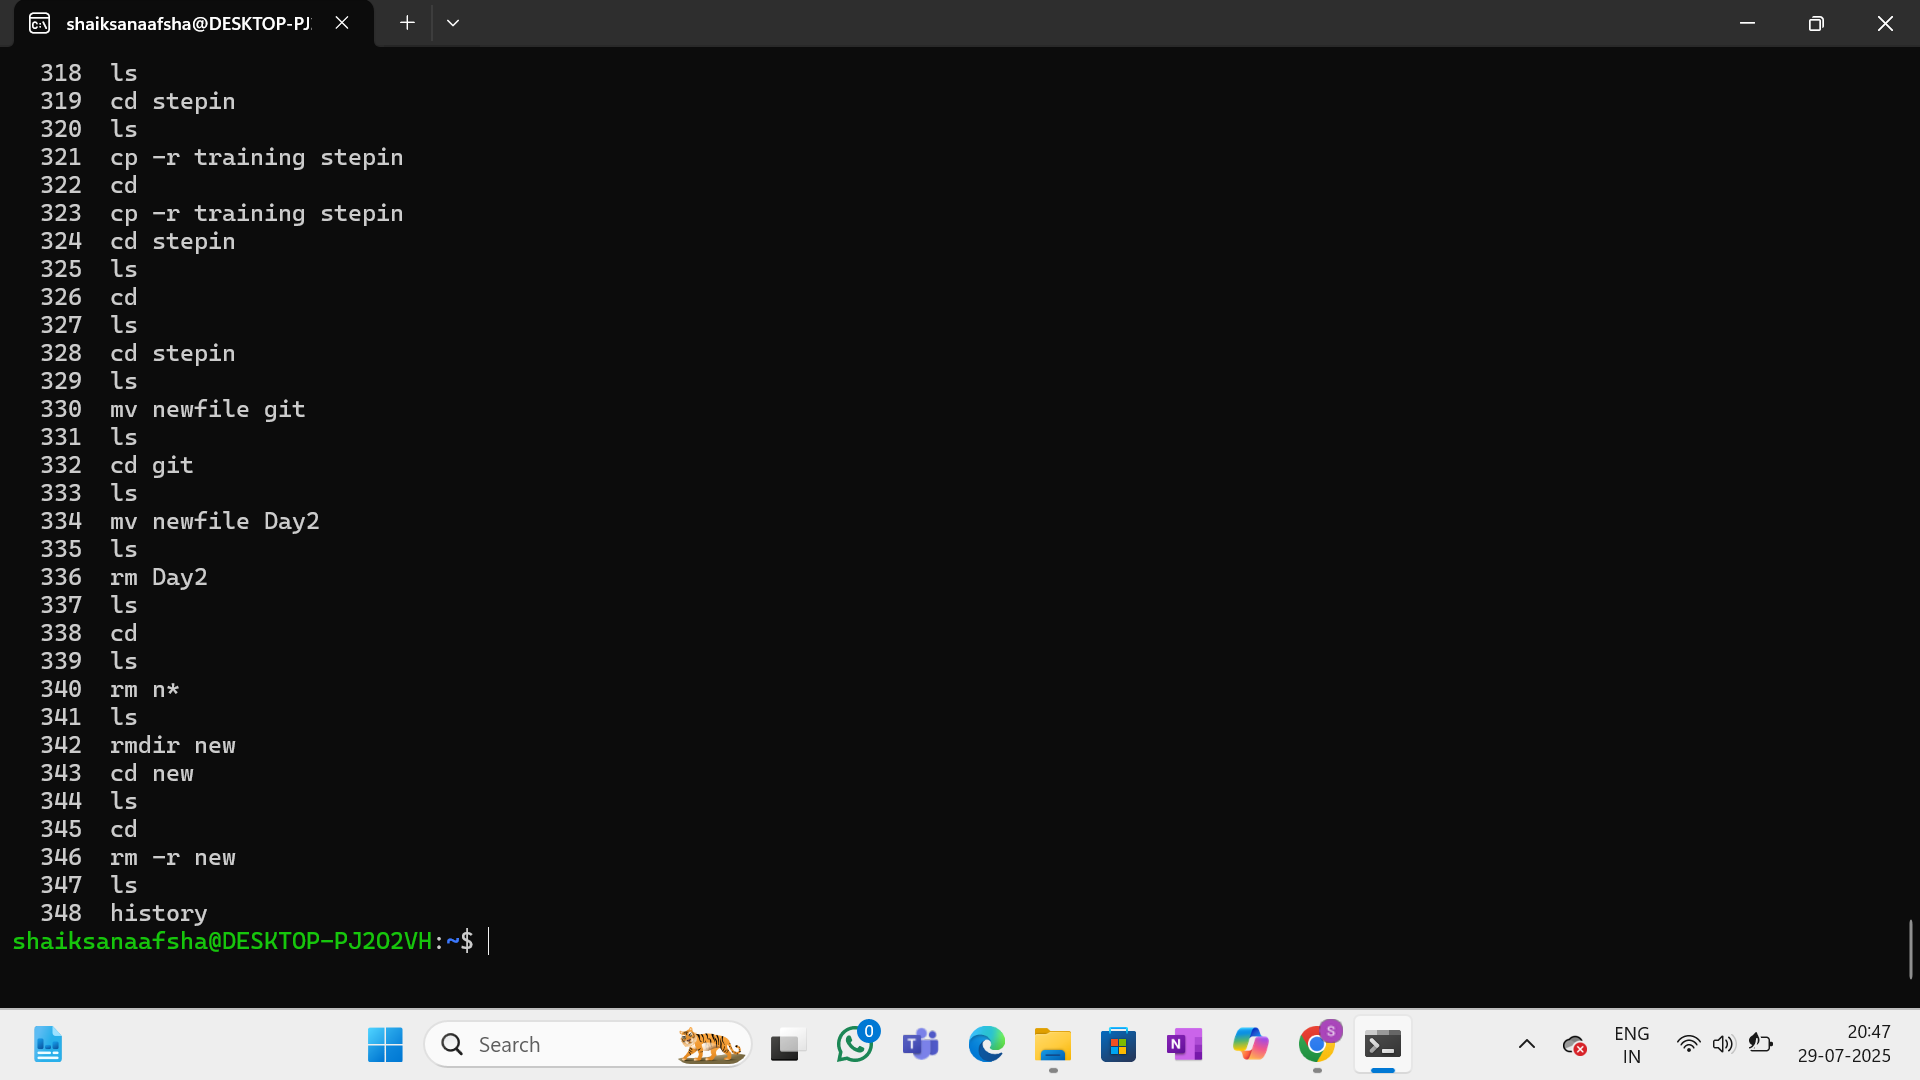 shaiksanaafsha@DESKTOP-PJ
318 ls
319 cd stepin
320 ls
321 cp -r training stepin
322 cd
323 cp -r training stepin
324 cd stepin
325 ls
326 cd
327 ls
328 cd stepin
329 ls
330 mv newfile git
331 ls
332 cd git
333 ls
334 mv newfile Day2
335 ls
336 rm Day2
337 ls
338 cd
339 ls
340 rm n*
341 ls
342 rmdir new
343 cd new
344 ls
345 cd
346 rm -r new
347 ls
348 history
shaiksanaafsha@DESKTOP-PJ2O2VH:~$
Search
0
T
N
S
ENG
IN
20:47
29-07-2025